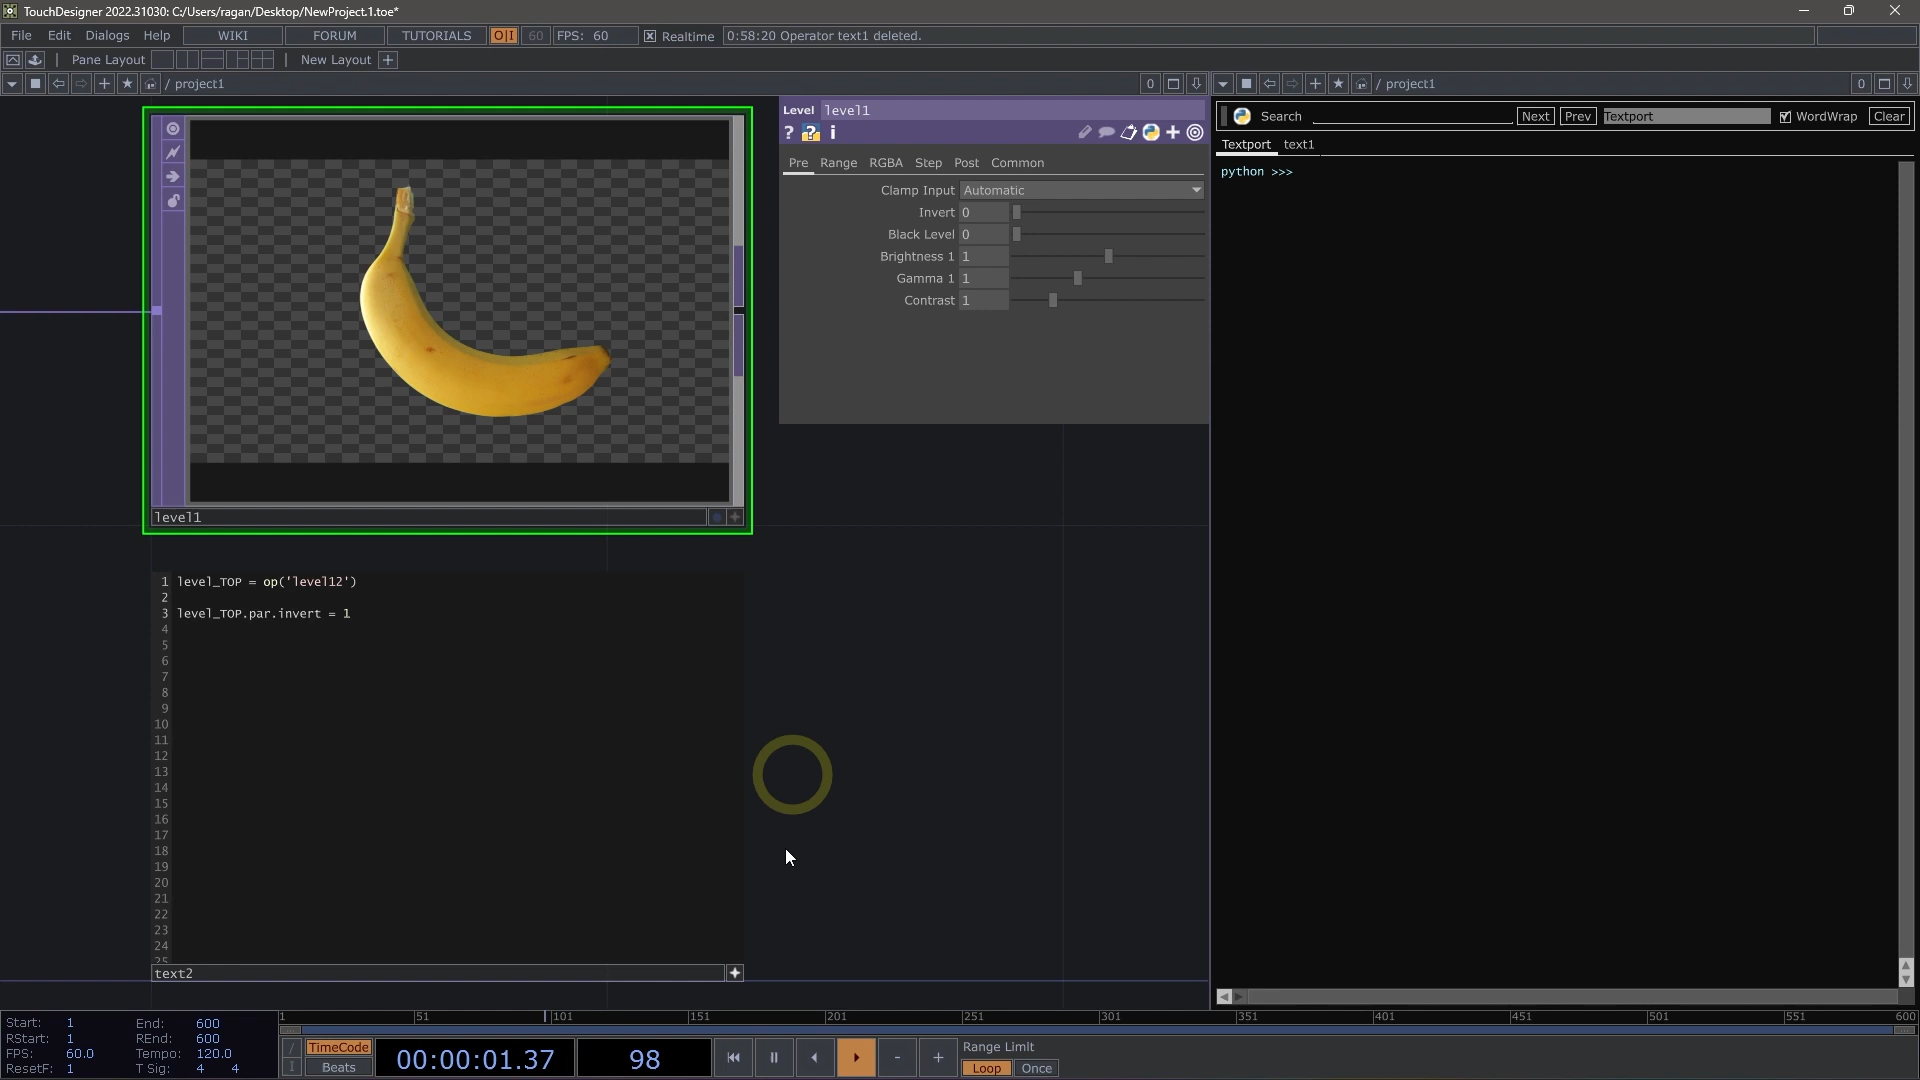 TouchDesigner 2022.31030: C:/Users/ragan/Desktop/NewProject.1.toe*
File Edit Dialogs Help WIKI FORUM TUTORIALS O|I 60 FPS: 60 Realtime 0:58:20 Operator text1 deleted.
Pane Layout New Layout +
/ project1 0
/ project1 0
Level level1
? ? i
Pre Range RGBA Step Post Common
Clamp Input Automatic
Invert 0
Black Level 0
Brightness 1 1
Gamma 1 1
Contrast 1
Search Next Prev Textport WordWrap Clear
Textport text1
python >>>
level1
1 level_TOP = op('level12')
2
3 level_TOP.par.invert = 1
4
5
6
7
8
9
10
11
12
13
14
15
16
17
18
19
20
21
22
23
24
25
text2
1 51 101 151 201 251 301 351 401 451 501 551 600
Start: 1 End: 600
RStart: 1 REnd: 600
FPS: 60.0 Tempo: 120.0
ResetF: 1 T Sig: 4 4
/
I
TimeCode
Beats
00:00:01.37
98
- +
Range Limit
Loop Once